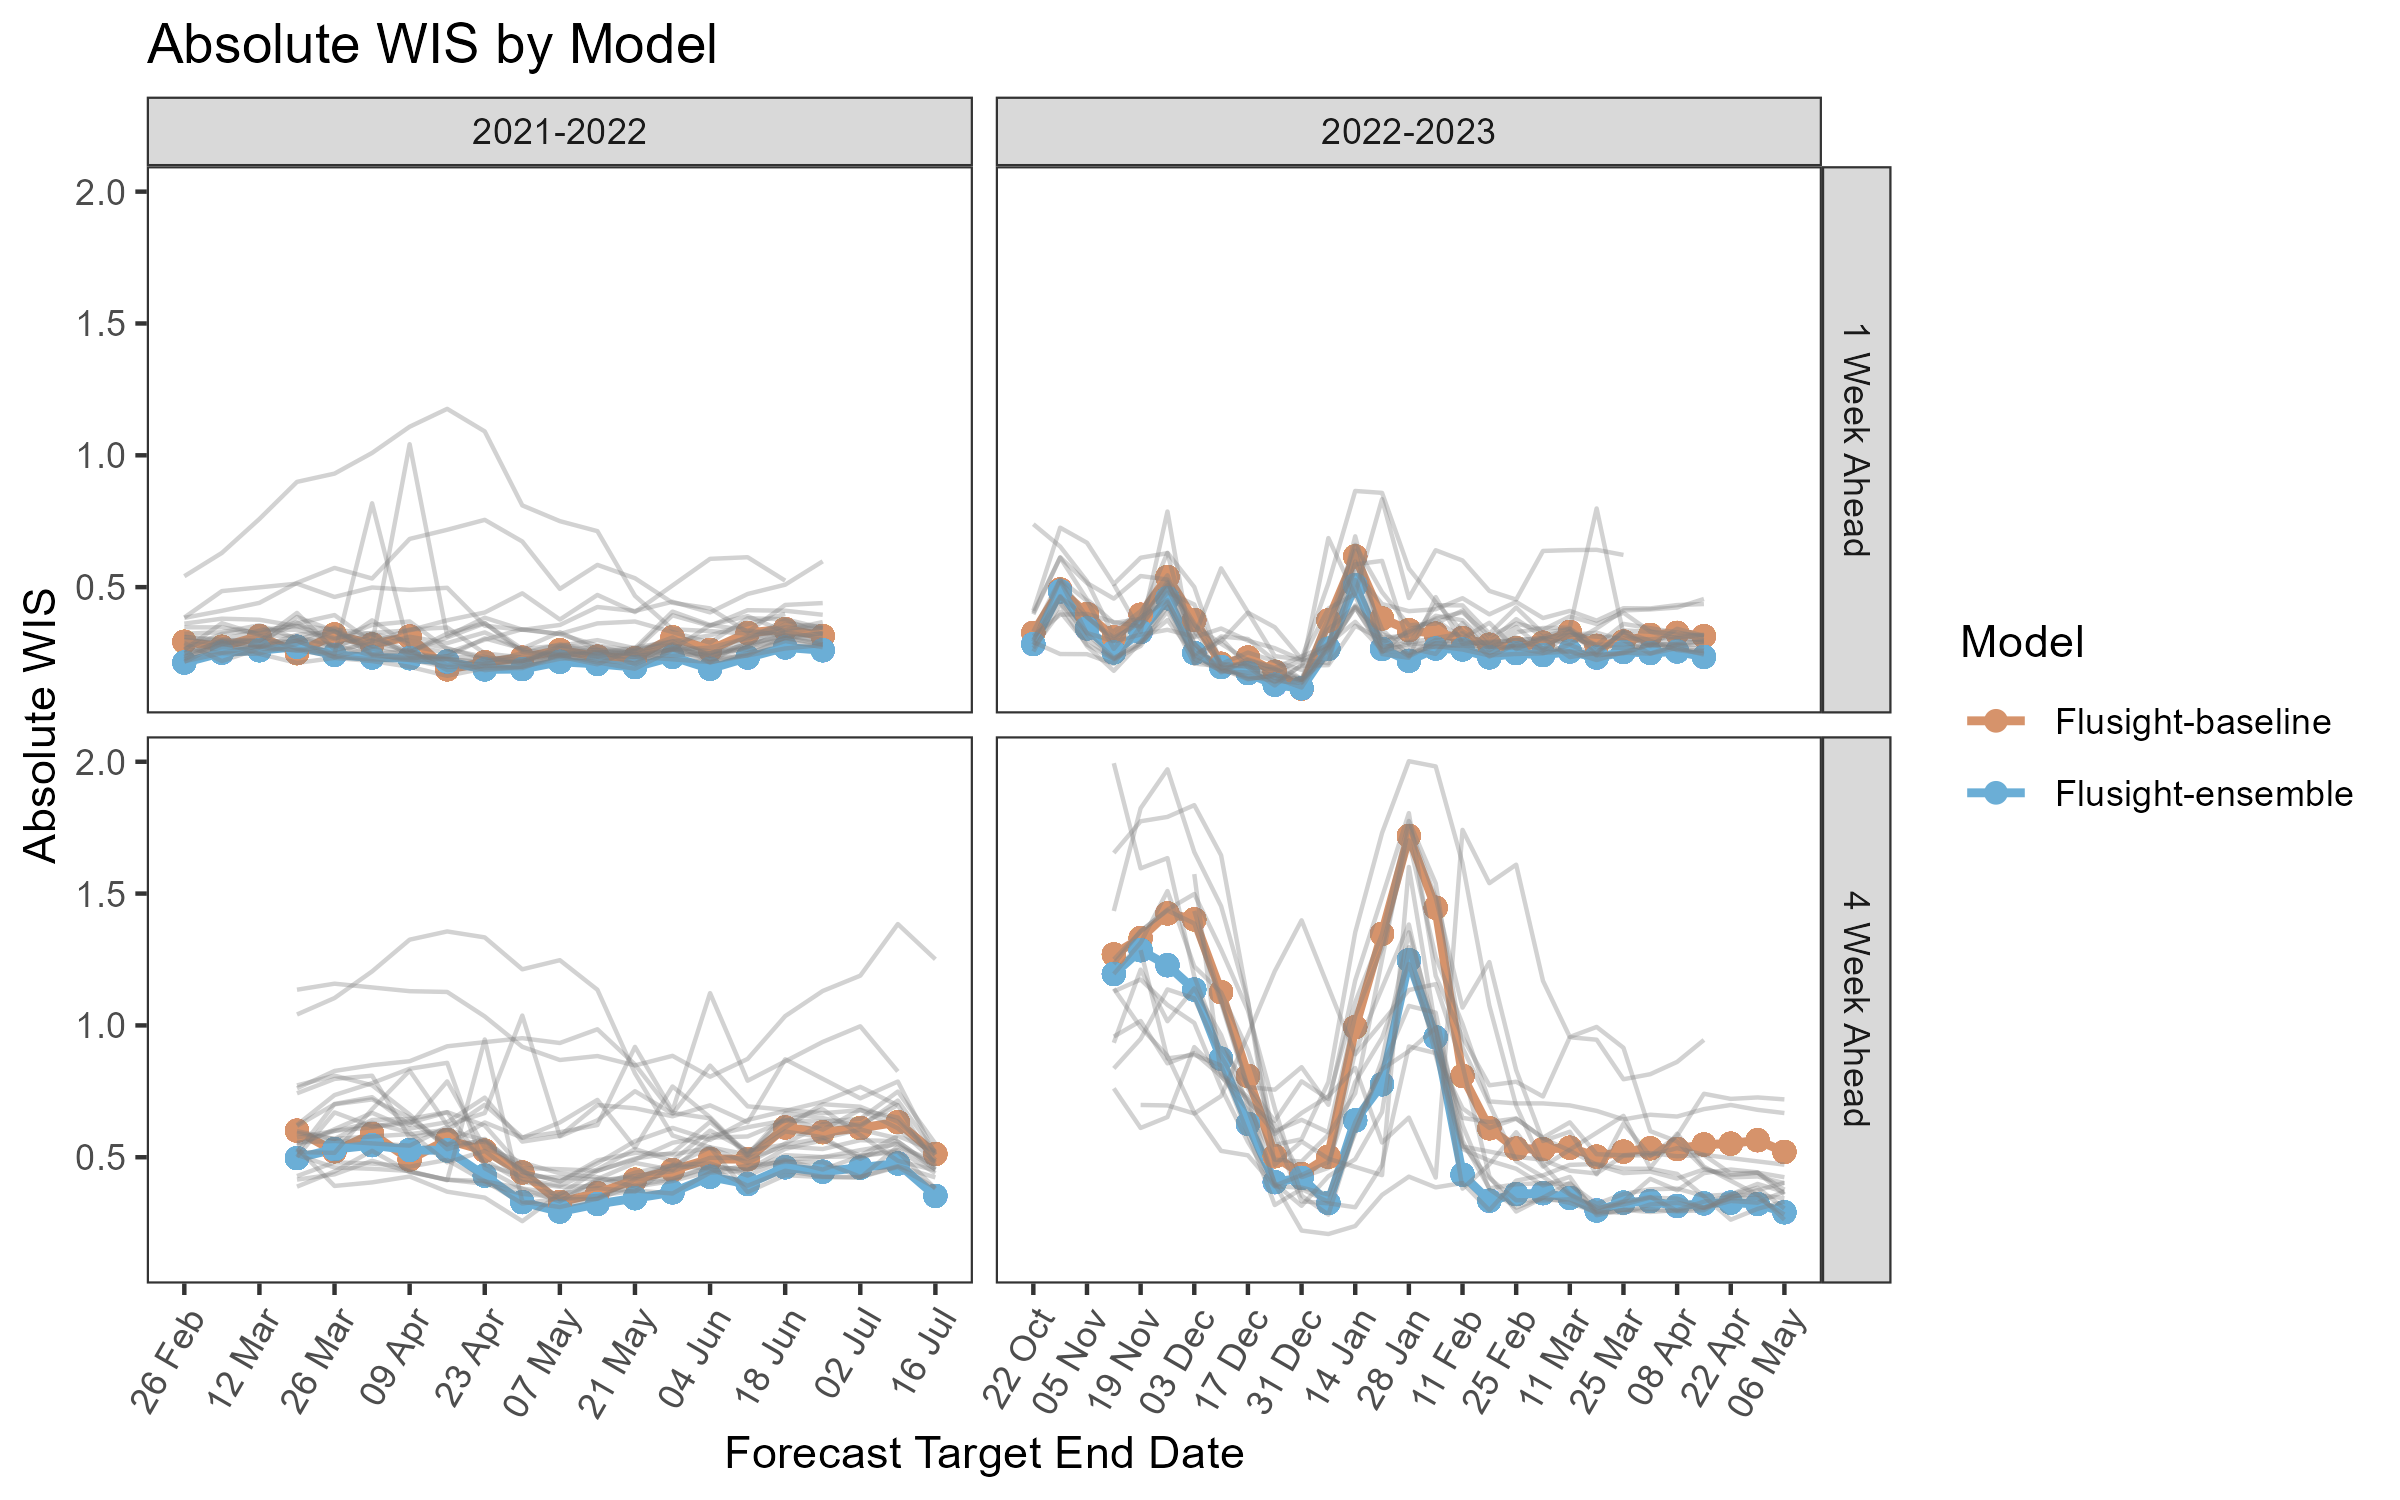 Absolute WIS by Model
2021-2022
2022-2023
2.0
1.5
1.0
0.5
1 Week Ahead
2.0
1.5
1.0
0.5
4 Week Ahead
Absolute WIS
26 Feb
12 Mar
26 Mar
09 Apr
23 Apr
07 May
21 May
04 Jun
18 Jun
02 Jul
16 Jul
22 Oct
05 Nov
19 Nov
03 Dec
17 Dec
31 Dec
14 Jan
28 Jan
11 Feb
25 Feb
11 Mar
25 Mar
08 Apr
22 Apr
06 May
Forecast Target End Date
Model
Flusight-baseline
Flusight-ensemble